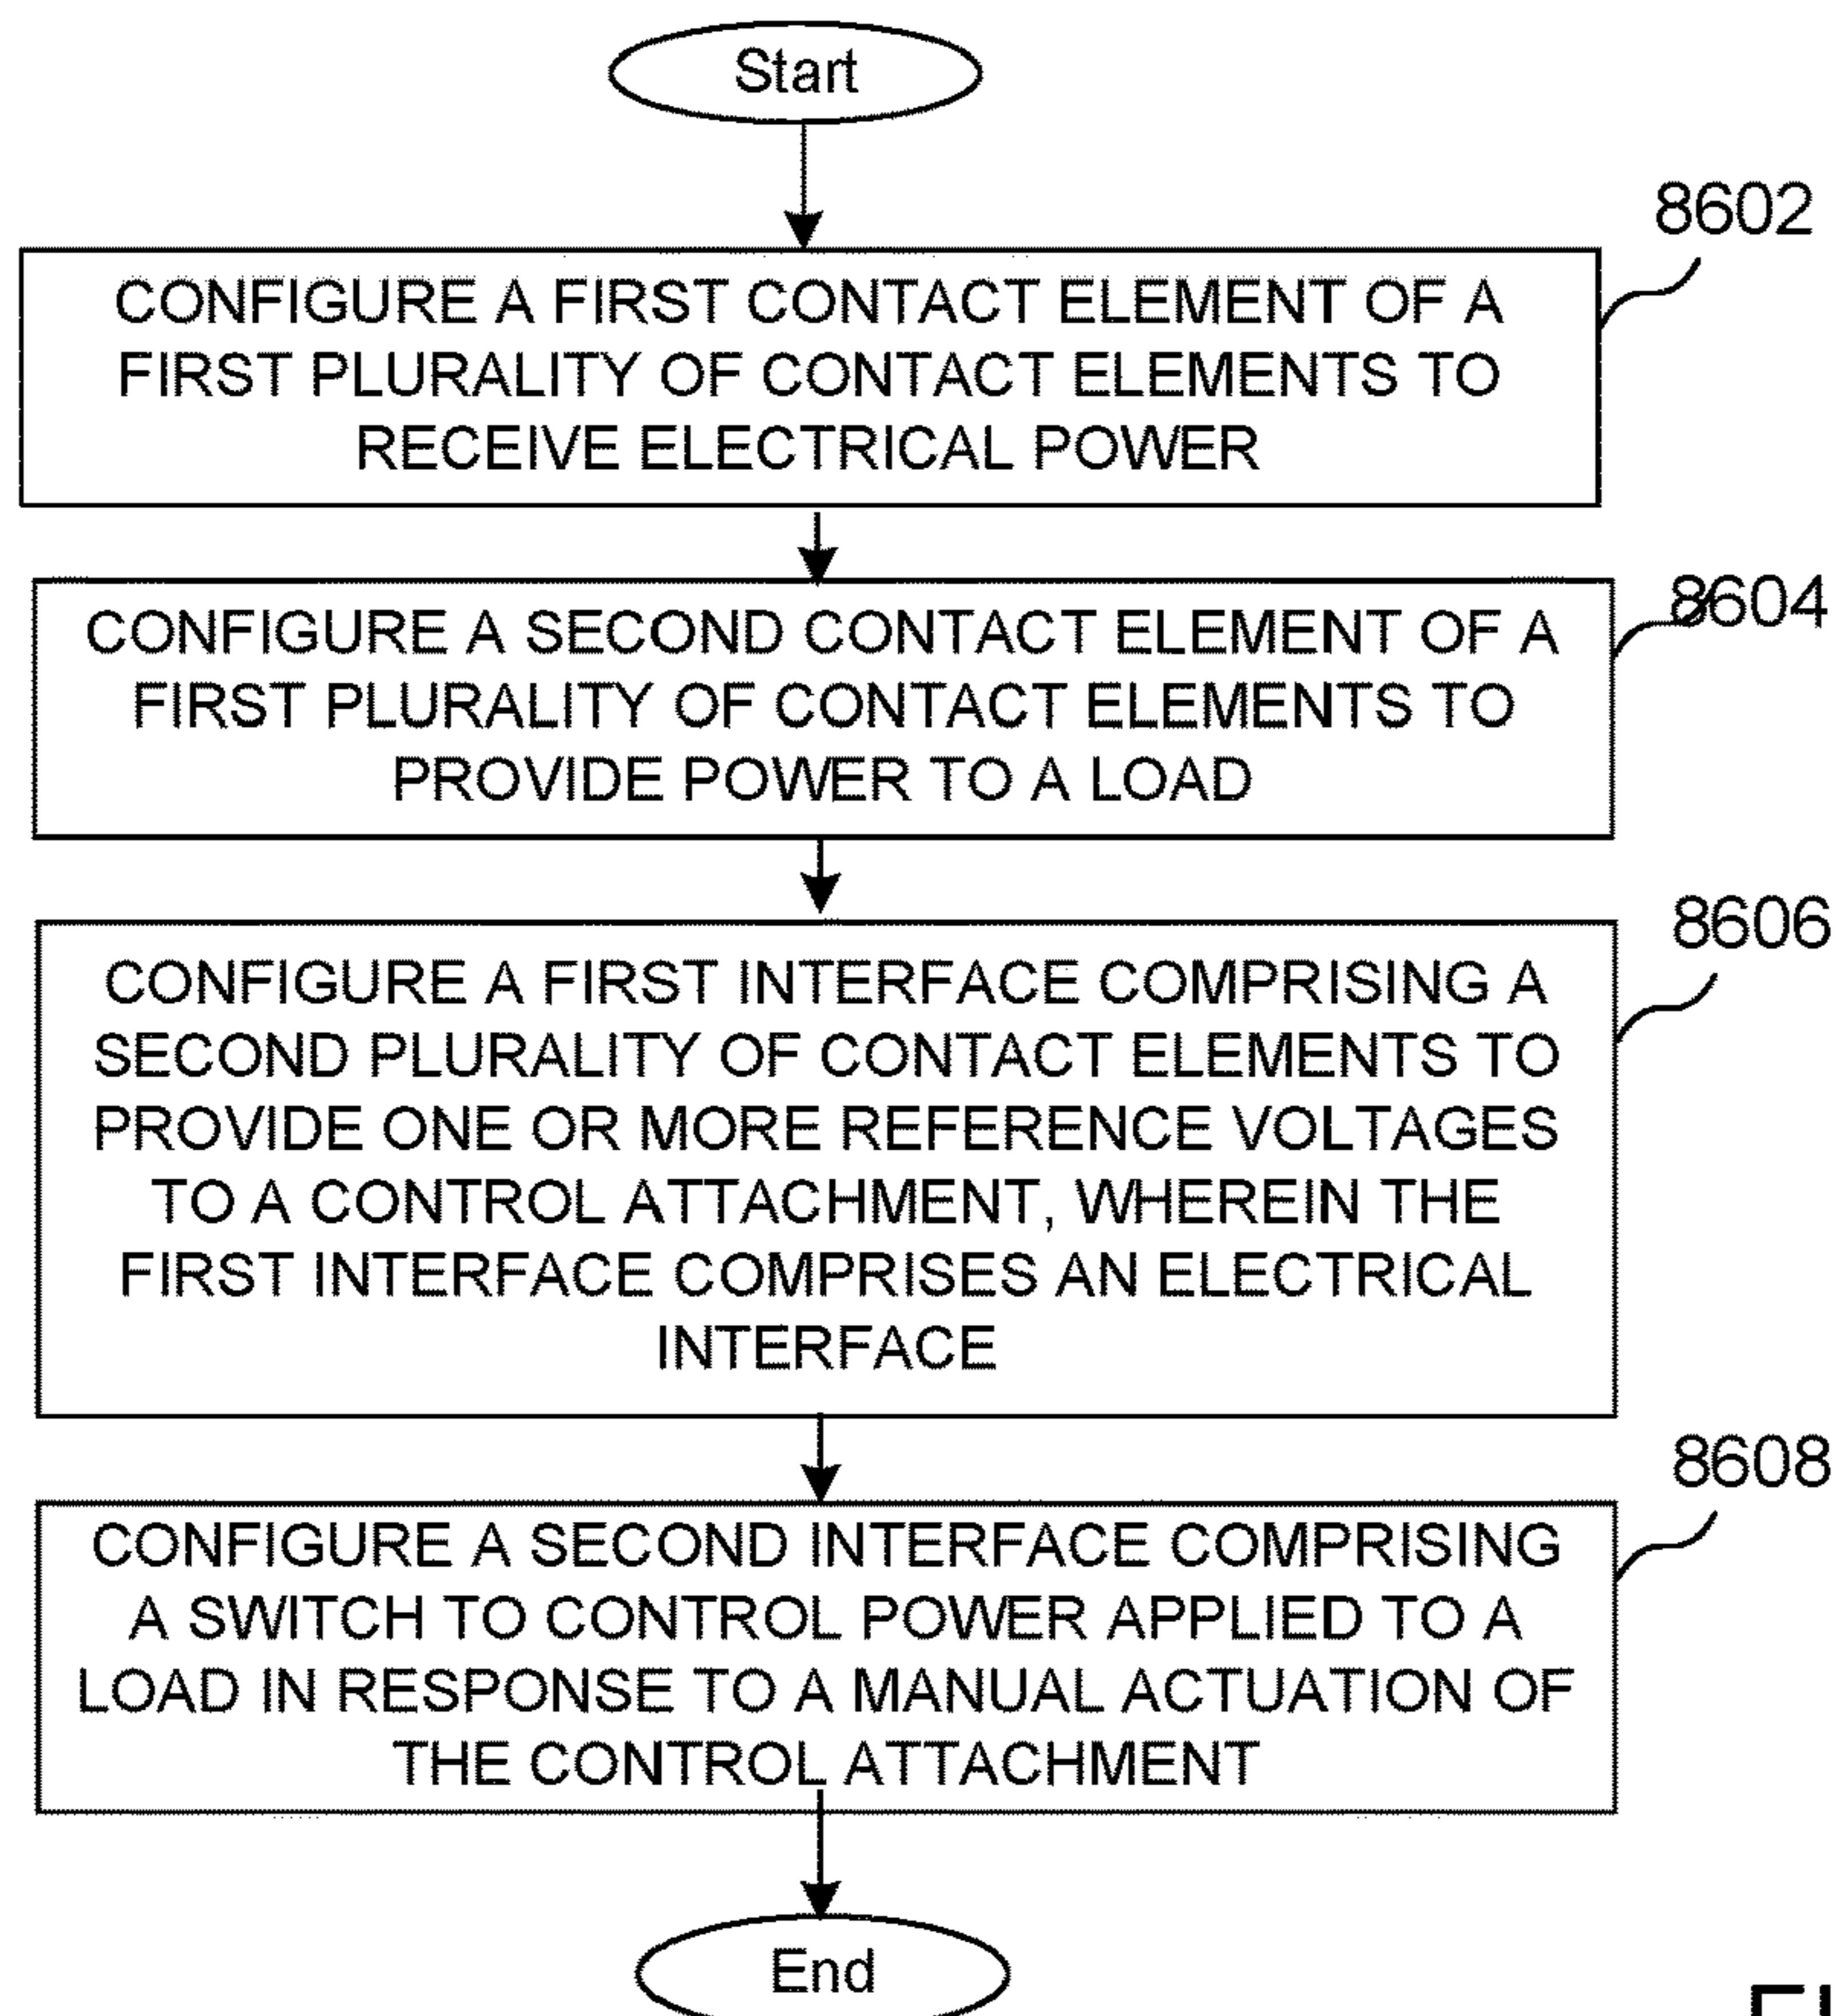 Start
8602
CONFIGURE A FIRST CONTACT ELEMENT OF A
FIRST PLURALITY OF CONTACT ELEMENTS TO
RECEIVE ELECTRICAL POWER
8604
CONFIGURE A SECOND CONTACT ELEMENT OF A
FIRST PLURALITY OF CONTACT ELEMENTS TO
PROVIDE POWER TO A LOAD
8606
CONFIGURE A FIRST INTERFACE COMPRISING A
SECOND PLURALITY OF CONTACT ELEMENTS TO
PROVIDE ONE OR MORE REFERENCE VOLTAGES
TO A CONTROL ATTACHMENT, WHEREIN THE
FIRST INTERFACE COMPRISES AN ELECTRICAL
INTERFACE
8608
CONFIGURE A SECOND INTERFACE COMPRISING
A SWITCH TO CONTROL POWER APPLIED TO A
LOAD IN RESPONSE TO A MANUAL ACTUATION OF
THE CONTROL ATTACHMENT
End